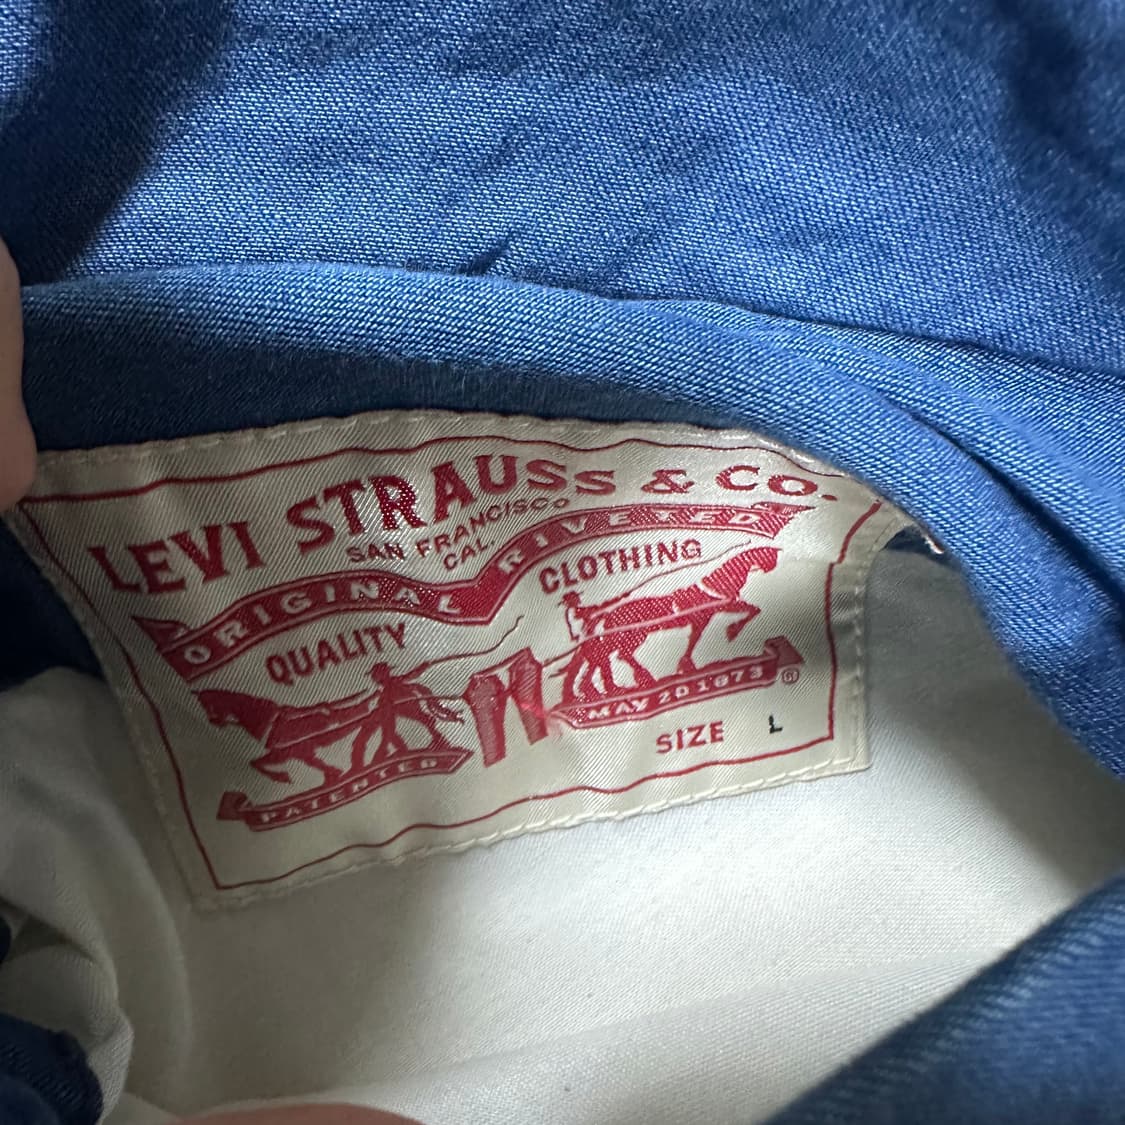 LEVI STRAUSS & CO.
SAN FRANCISCO
CAL.
ORIGINAL RIVETED
QUALITY CLOTHING
PATENTED
MAY 20 1873
®
SIZE L